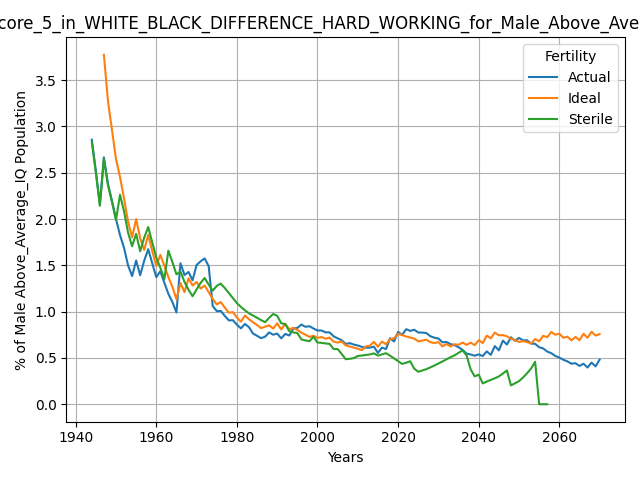 core_5_in_WHITE_BLACK_DIFFERENCE_HARD_WORKING_for_Male_Above_Ave
Fertility
Actual
Ideal
Sterile
% of Male Above_Average_IQ Population
3.5
3.0
2.5
2.0
1.5
1.0
0.5
0.0
1940 1960 1980 2000 2020 2040 2060
Years